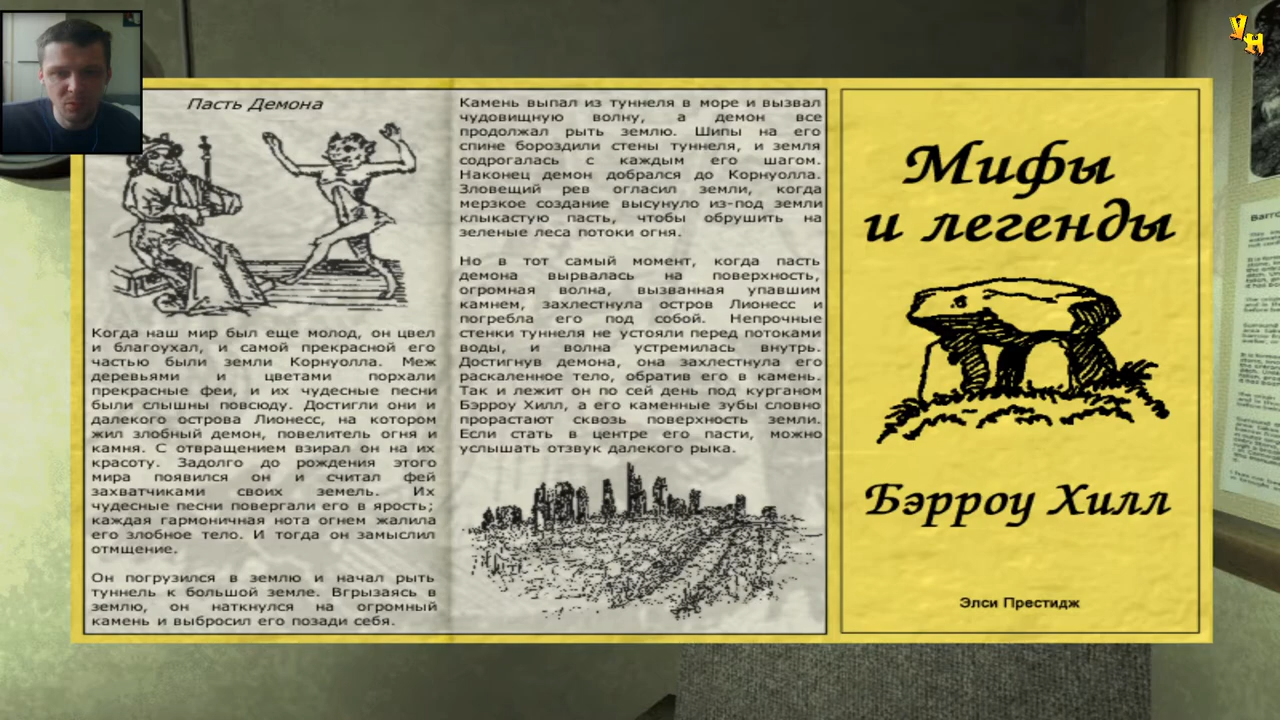 УН
Пасть Демона
Когда наш мир был еще молод, он цвел
и благоухал, и самой прекрасной его
частью были земли Корнуолла. Меж
деревьями и цветами порхали
прекрасные феи, и их чудесные песни
были слышны повсюду. Достигли они и
далекого острова Лионесс, на котором
жил злобный демон, повелитель огня и
камня. С отвращением взирал он на их
красоту. Задолго до рождения этого
мира появился он и считал фей
захватчиками своих земель. Их
чудесные песни повергали его в ярость;
каждая гармоничная нота огнем жалила
его злобное тело. И тогда он замыслил
отмщение.
Он погрузился в землю и начал рыть
туннель к большой земле. Вгрызаясь в
землю, он наткнулся на огромный
камень и выбросил его позади себя.
Камень выпал из туннеля в море и вызвал
чудовищную волну, а демон все
продолжал рыть землю. Шипы на его
спине бороздили стены туннеля, и земля
содрогалась с каждым его шагом.
Наконец демон добрался до Корнуолла.
Зловещий рев огласил земли, когда
мерзкое создание высунуло из-под земли
клыкастую пасть, чтобы обрушить на
зеленые леса потоки огня.
Но в тот самый момент, когда пасть
демона вырвалась на поверхность,
огромная волна, вызванная упавшим
камнем, захлестнула остров Лионесс и
погребла его под собой. Непрочные
стенки туннеля не устояли перед потоками
воды, и волна устремилась внутрь.
Достигнув демона, она захлестнула его
раскаленное тело, обратив его в камень.
Так и лежит он по сей день под курганом
Бэрроу Хилл, а его каменные зубы словно
прорастают сквозь поверхность земли.
Если стать в центре его пасти, можно
услышать отзвук далекого рыка.
Мифы
и легенды
Бэрроу Хилл
Элси Престидж